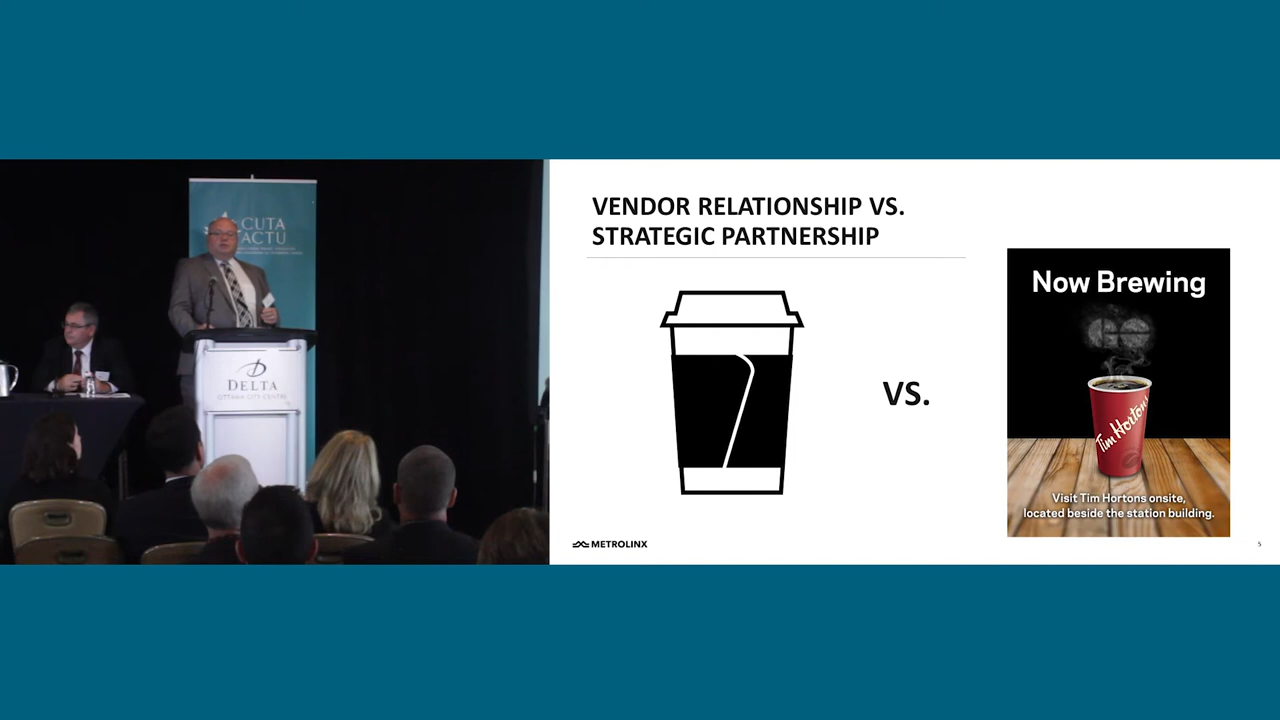 CUTA
ACTU
DELTA
OTTAWA CITY CENTRE
VENDOR RELATIONSHIP VS.
STRATEGIC PARTNERSHIP
VS.
Now Brewing
Tim Hortons
Visit Tim Hortons onsite,
located beside the station building.
METROLINX
5